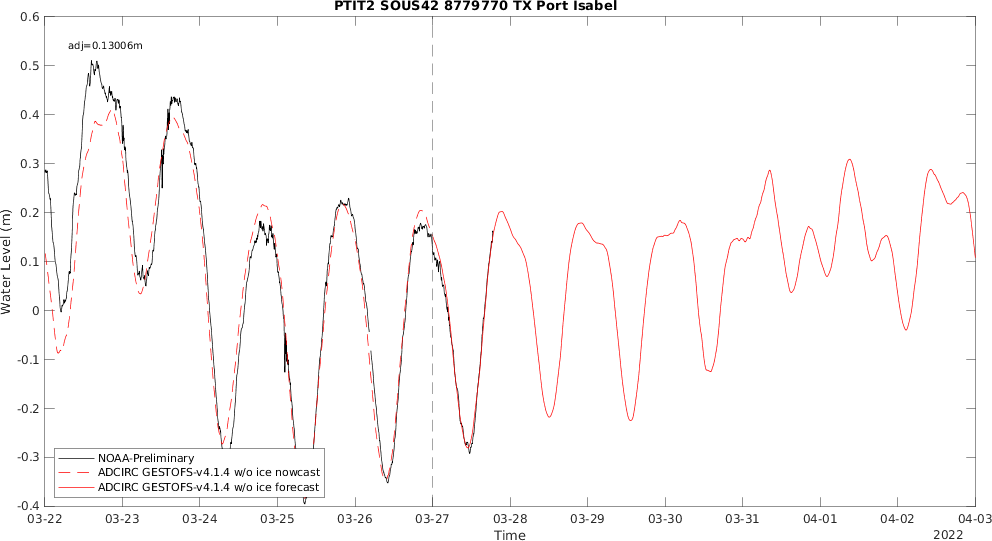 PTIT2 SOUS42 8779770 TX Port Isabel
adj=0.13006m
0.6
0.5
0.4
0.3
0.2
0.1
0
-0.1
-0.2
-0.3
-0.4
Water Level (m)
NOAA-Preliminary
ADCIRC GESTOFS-v4.1.4 w/o ice nowcast
ADCIRC GESTOFS-v4.1.4 w/o ice forecast
03-22 03-23 03-24 03-25 03-26 03-27 03-28 03-29 03-30 03-31 04-01 04-02 04-03
Time
2022